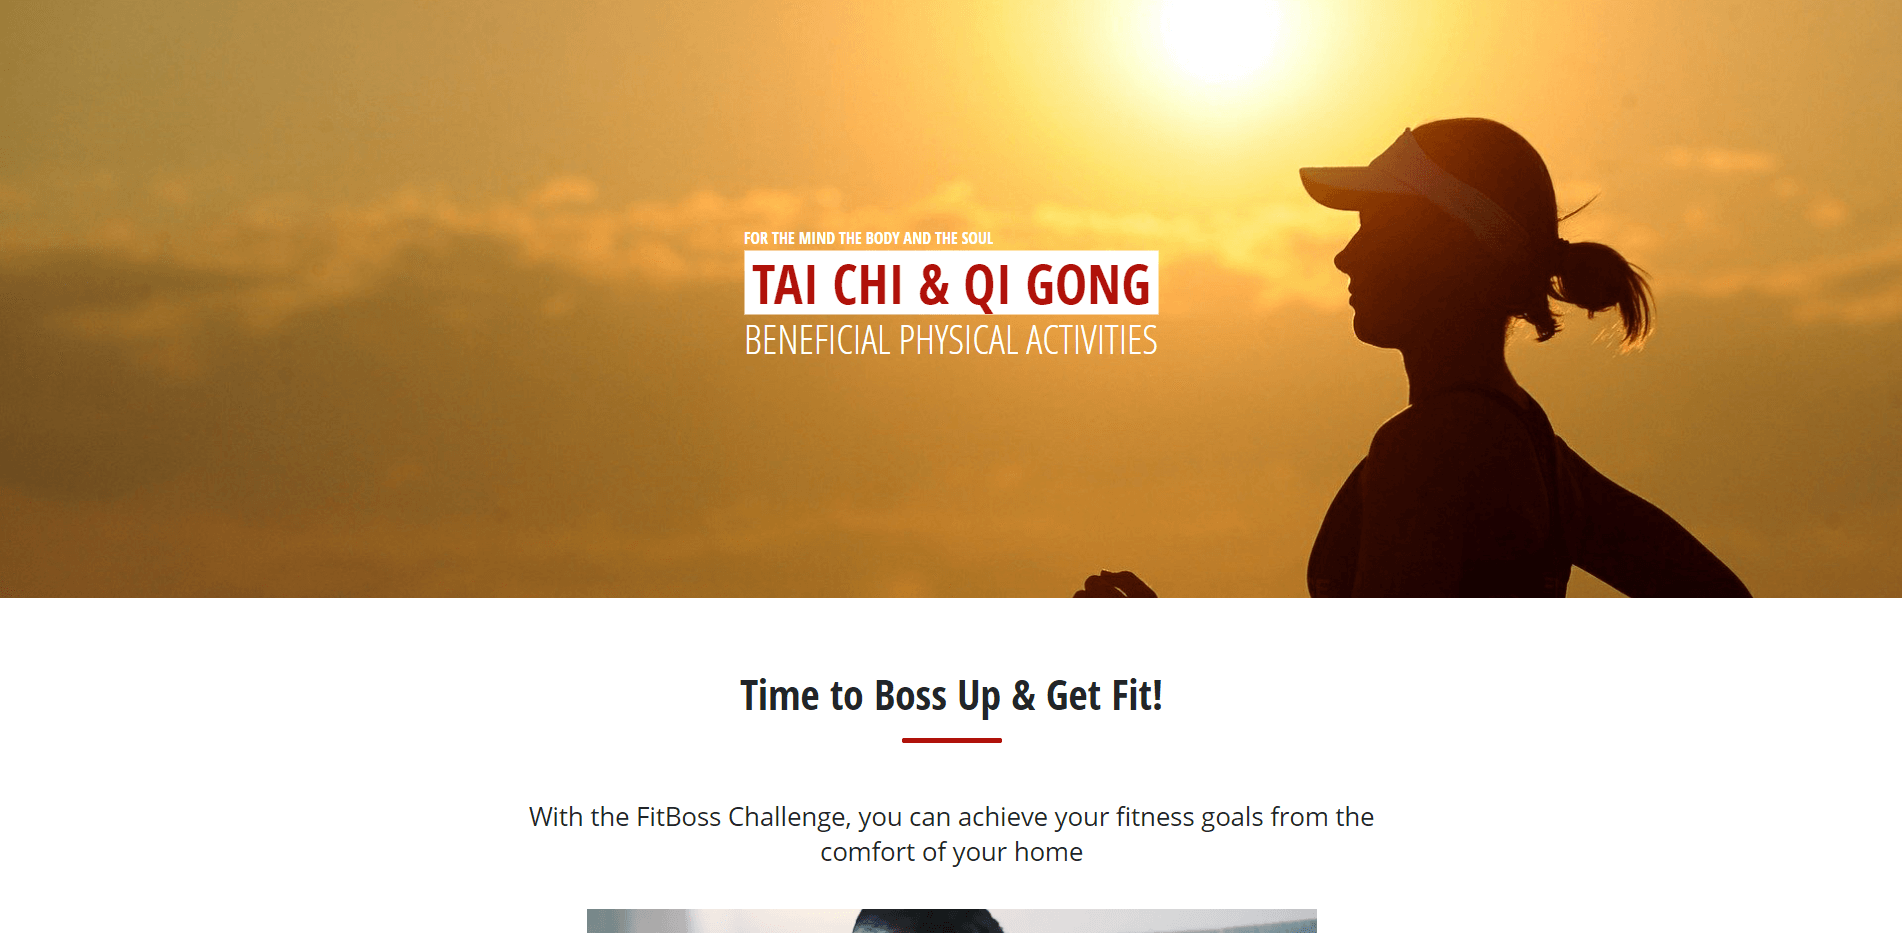 FOR THE MIND THE BODY AND THE SOUL
TAI CHI & QI GONG
BENEFICIAL PHYSICAL ACTIVITIES
Time to Boss Up & Get Fit!
With the FitBoss Challenge, you can achieve your fitness goals from the
comfort of your home